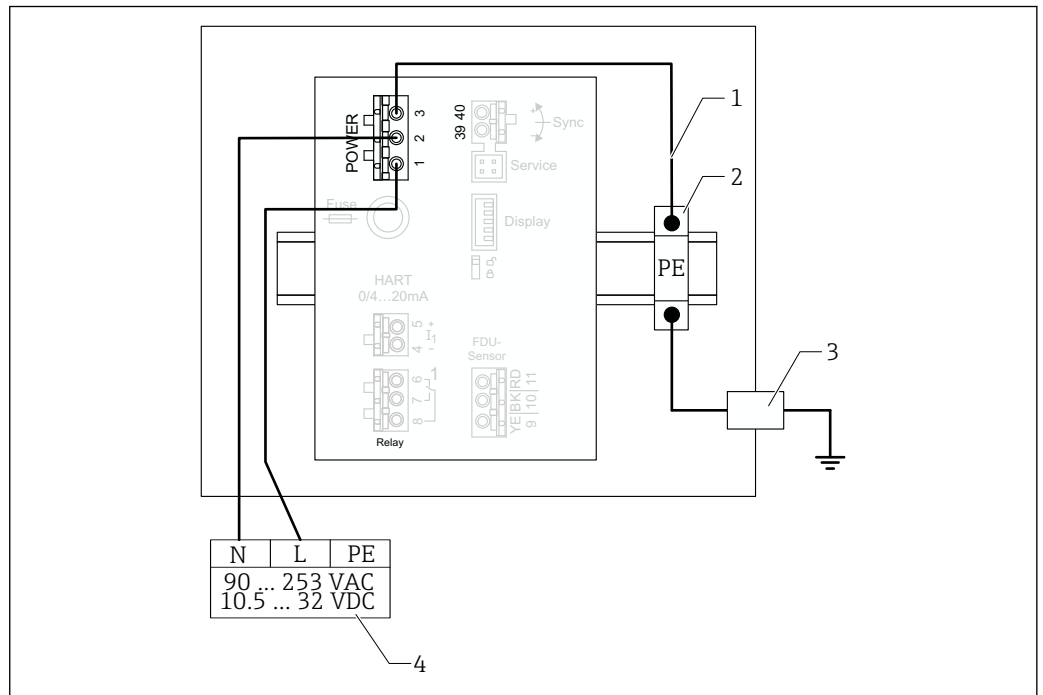 POWER
1 2 3
39 40
Sync
Service
Fuse
Display
HART
0/4...20mA
4 5
- +
I1
FDU-
Sensor
6 7 8
1
YE|BK|RD
9 |10| 11
Relay
PE
1
2
3
N L PE
90 ... 253 VAC
10.5 ... 32 VDC
4